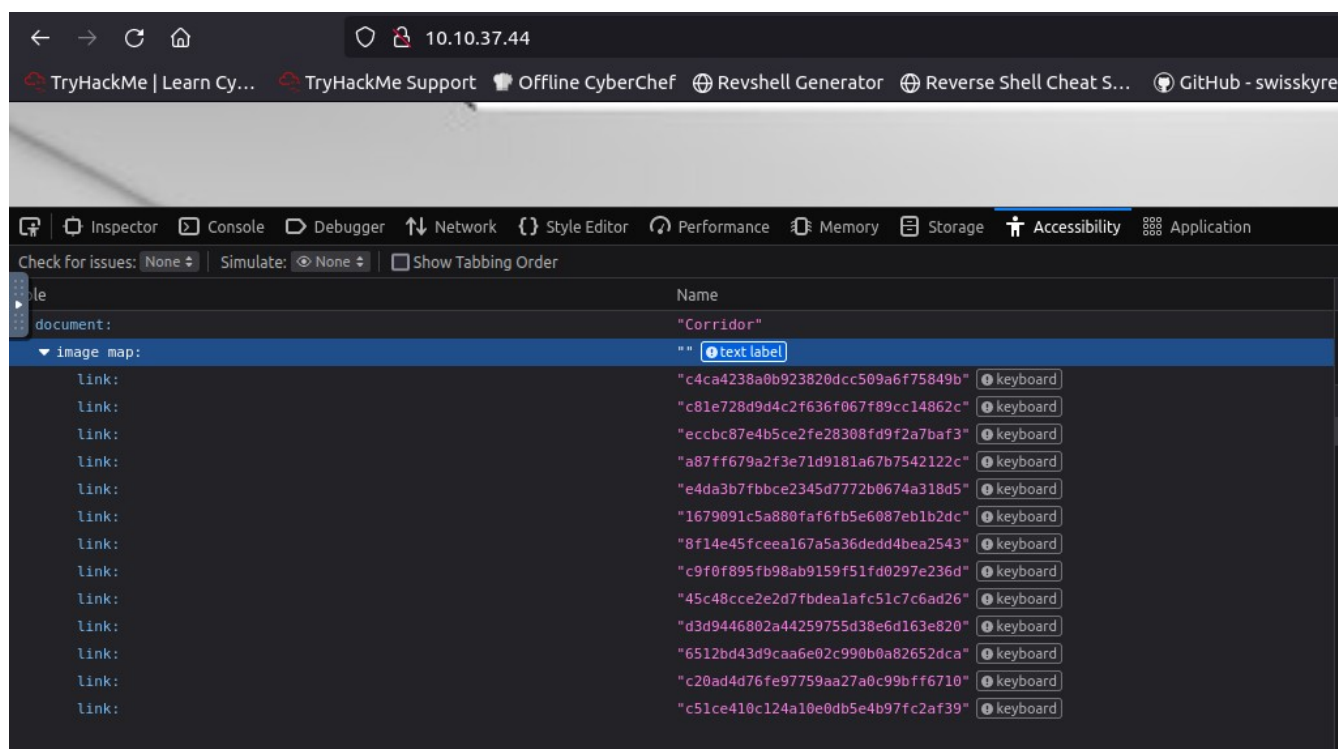 10.10.37.44
TryHackMe | Learn Cy... TryHackMe Support Offline CyberChef Revshell Generator Reverse Shell Cheat S... GitHub - swisskyre
Inspector Console Debugger Network {} Style Editor Performance Memory Storage Accessibility Application
Check for issues: None Simulate: None Show Tabbing Order
ole Name
document: "Corridor"
image map: "" text label
link: "c4ca4238a0b923820dcc509a6f75849b" keyboard
link: "c81e728d9d4c2f636f067f89cc14862c" keyboard
link: "eccbc87e4b5ce2fe28308fd9f2a7baf3" keyboard
link: "a87ff679a2f3e71d9181a67b7542122c" keyboard
link: "e4da3b7fbbce2345d7772b0674a318d5" keyboard
link: "1679091c5a880faf6fb5e6087eb1b2dc" keyboard
link: "8f14e45fceea167a5a36dedd4bea2543" keyboard
link: "c9f0f895fb98ab9159f51fd0297e236d" keyboard
link: "45c48cce2e2d7fbdea1afc51c7c6ad26" keyboard
link: "d3d9446802a44259755d38e6d163e820" keyboard
link: "6512bd43d9caa6e02c990b0a82652dca" keyboard
link: "c20ad4d76fe97759aa27a0c99bff6710" keyboard
link: "c51ce410c124a10e0db5e4b97fc2af39" keyboard